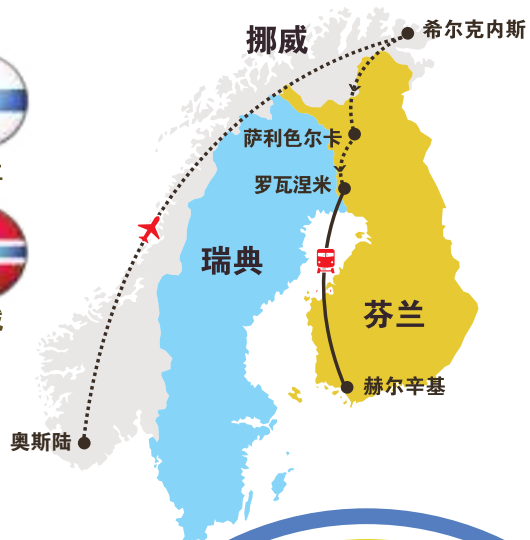 挪威
希尔克内斯
萨利色尔卡
罗瓦涅米
瑞典
芬兰
赫尔辛基
奥斯陆